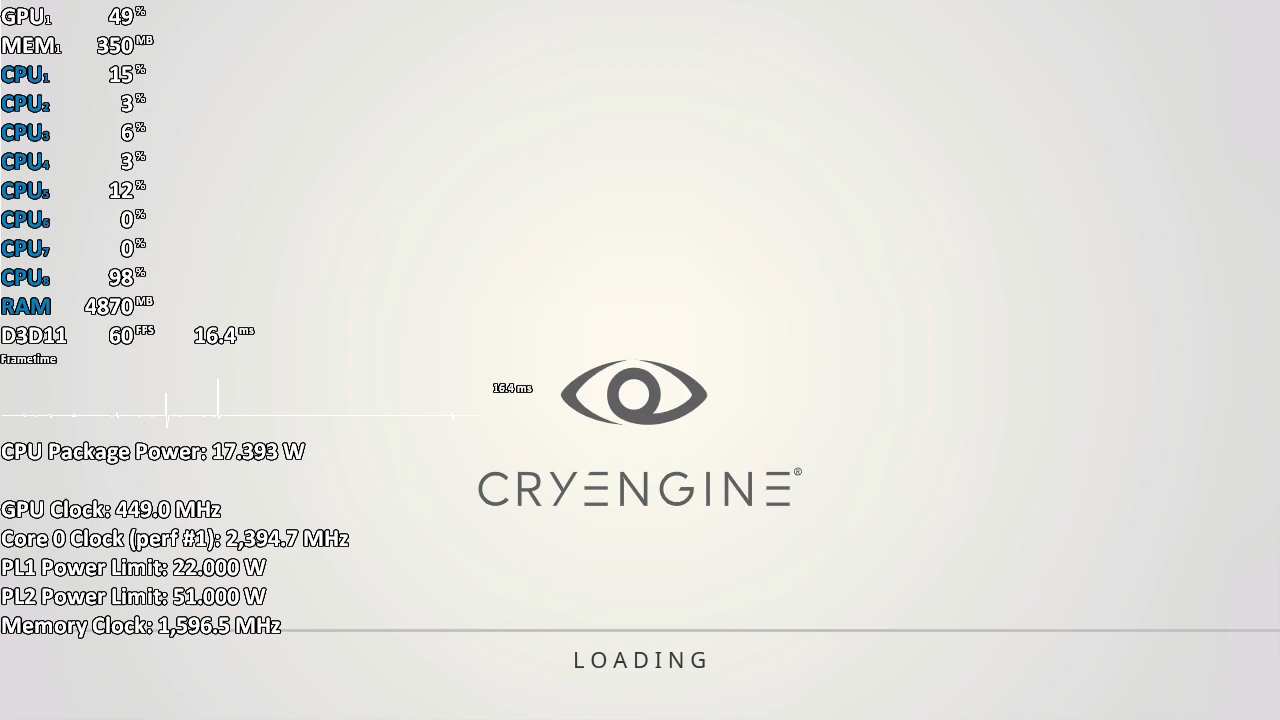 GPU1 49%
MEM1 350MB
CPU1 15%
CPU2 3%
CPU3 6%
CPU4 3%
CPU5 12%
CPU6 0%
CPU7 0%
CPU8 98%
RAM 4870MB
D3D11 60FPS 16.4ms
Frametime
16.4 ms
CPU Package Power: 17.393 W
CRYENGINE®
GPU Clock: 449.0 MHz
Core 0 Clock (perf #1): 2,394.7 MHz
PL1 Power Limit: 22.000 W
PL2 Power Limit: 51.000 W
Memory Clock: 1,596.5 MHz
LOADING